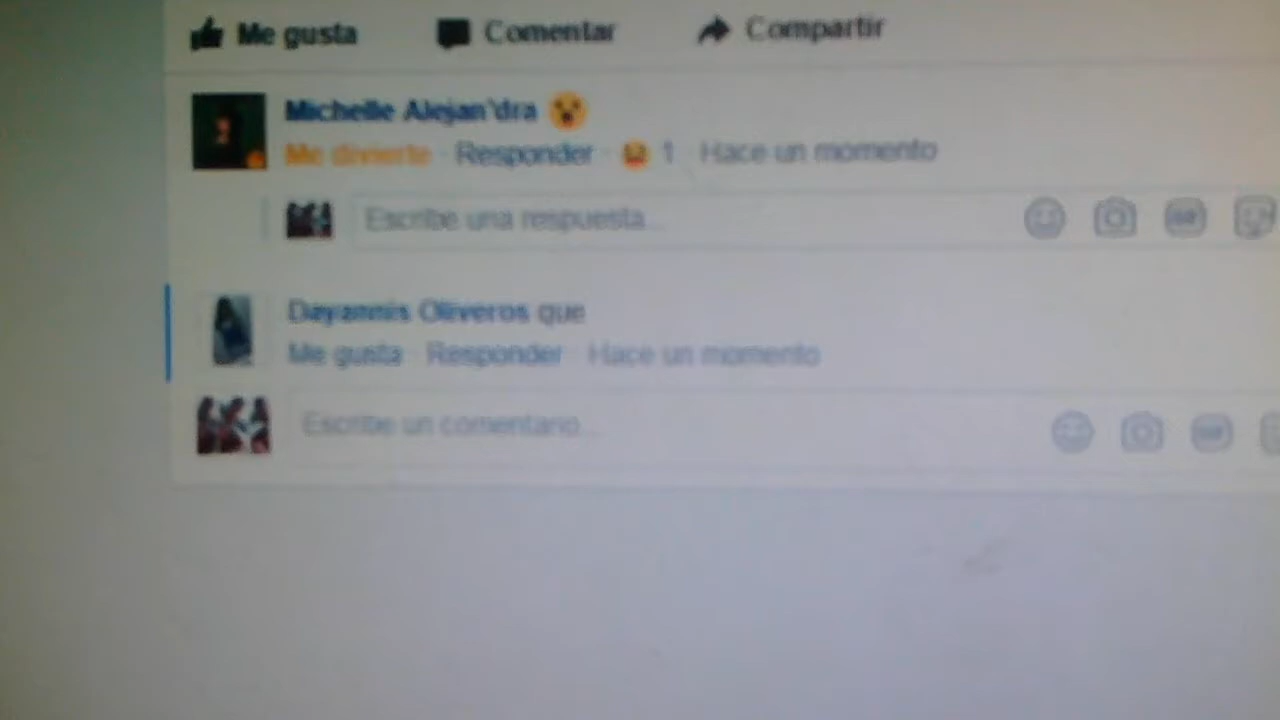 Me gusta Comentar Compartir
Michelle Alejan'dra 😮
Me divierte · Responder · 1 · Hace un momento
Escribe una respuesta...
Dayannis Oliveros que
Me gusta · Responder · Hace un momento
Escribe un comentario...